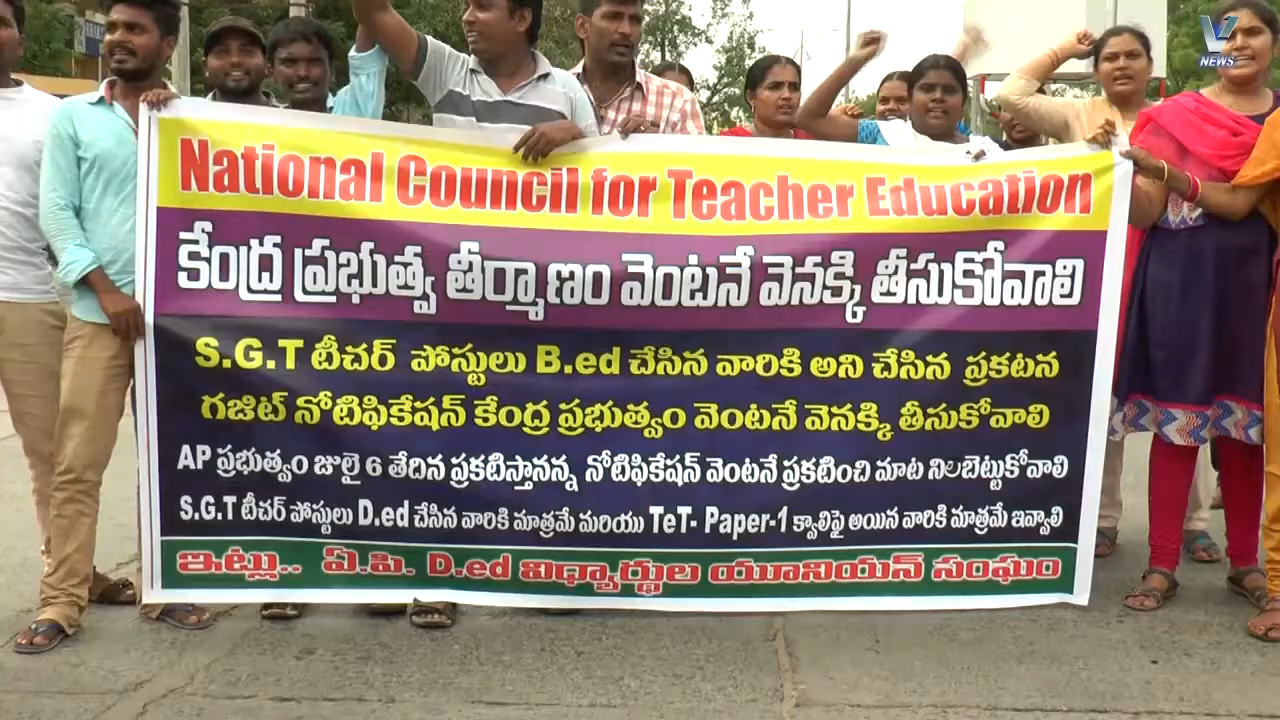 V
NEWS
National Council for Teacher Education
కేంద్ర ప్రభుత్వ తీర్మాణం వెంటనే వెనక్కి తీసుకోవాలి
S.G.T టీచర్ పోస్టులు B.ed చేసిన వారికి అని చేసిన ప్రకటన
గజిట్ నోటిఫికేషన్ కేంద్ర ప్రభుత్వం వెంటనే వెనక్కి తీసుకోవాలి
AP ప్రభుత్వం జులై 6 తేదిన ప్రకటిస్తానన్న నోటిఫికేషన్ వెంటనే ప్రకటించి మాట నిలబెట్టుకోవాలి
S.G.T టీచర్ పోస్టులు D.ed చేసిన వారికి మాత్రమే మరియు TeT- Paper-1 క్వాలిఫై అయిన వారికి మాత్రమే ఇవ్వాలి
ఇట్లు.. ఏ.పి. D.ed విధ్యార్థుల యూనియన్ సంఘం